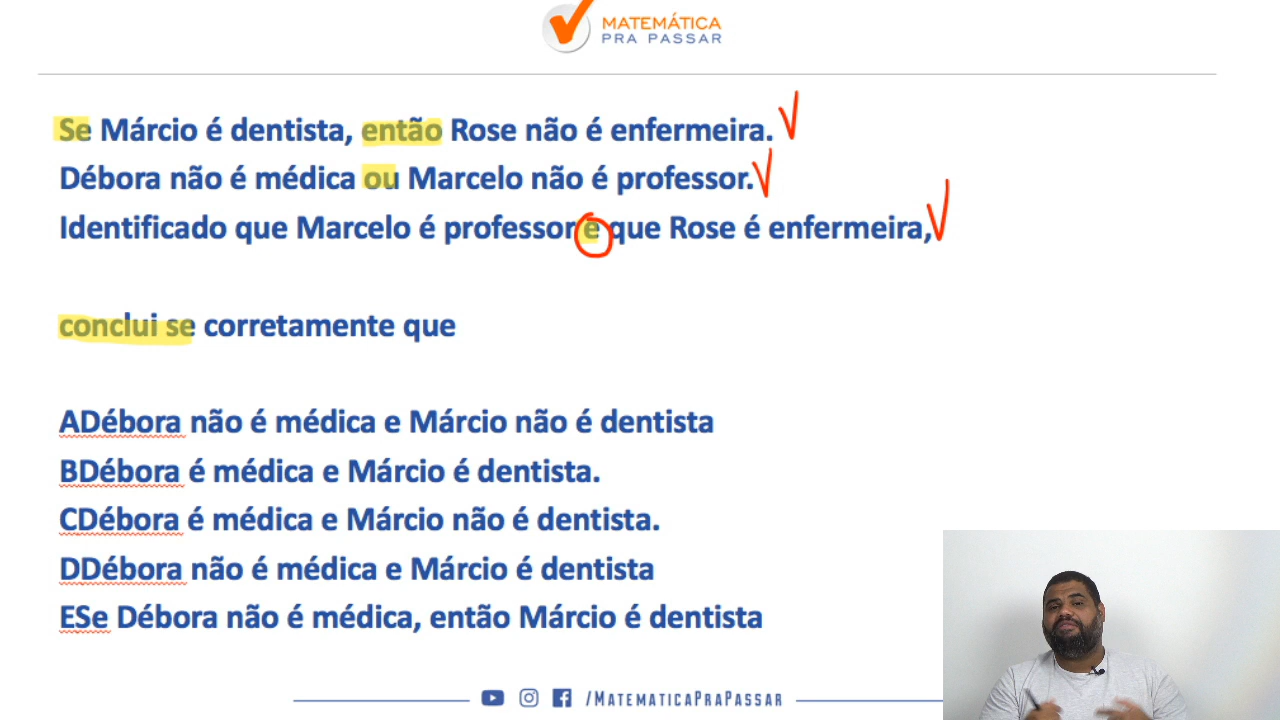 MATEMÁTICA
PRA PASSAR
Se Márcio é dentista, então Rose não é enfermeira.
Débora não é médica ou Marcelo não é professor.
Identificado que Marcelo é professor e que Rose é enfermeira,
conclui se corretamente que
ADébora não é médica e Márcio não é dentista
BDébora é médica e Márcio é dentista.
CDébora é médica e Márcio não é dentista.
DDébora não é médica e Márcio é dentista
ESe Débora não é médica, então Márcio é dentista
/MATEMATICAPRAPASSAR